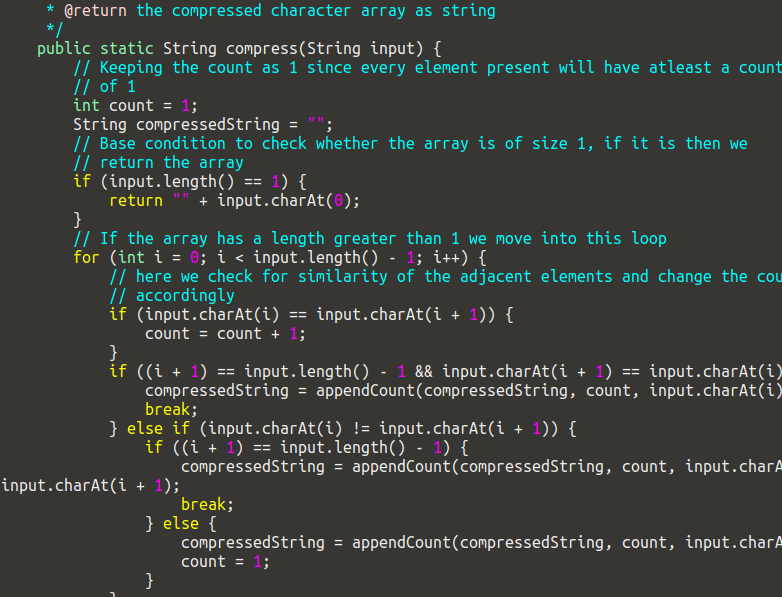 * @return the compressed character array as string
*/
public static String compress(String input) {
// Keeping the count as 1 since every element present will have atleast a count
// of 1
int count = 1;
String compressedString = "";
// Base condition to check whether the array is of size 1, if it is then we
// return the array
if (input.length() == 1) {
return "" + input.charAt(0);
}
// If the array has a length greater than 1 we move into this loop
for (int i = 0; i < input.length() - 1; i++) {
// here we check for similarity of the adjacent elements and change the cou
// accordingly
if (input.charAt(i) == input.charAt(i + 1)) {
count = count + 1;
}
if ((i + 1) == input.length() - 1 && input.charAt(i + 1) == input.charAt(i)
compressedString = appendCount(compressedString, count, input.charAt(i)
break;
} else if (input.charAt(i) != input.charAt(i + 1)) {
if ((i + 1) == input.length() - 1) {
compressedString = appendCount(compressedString, count, input.charA
input.charAt(i + 1);
break;
} else {
compressedString = appendCount(compressedString, count, input.charA
count = 1;
}